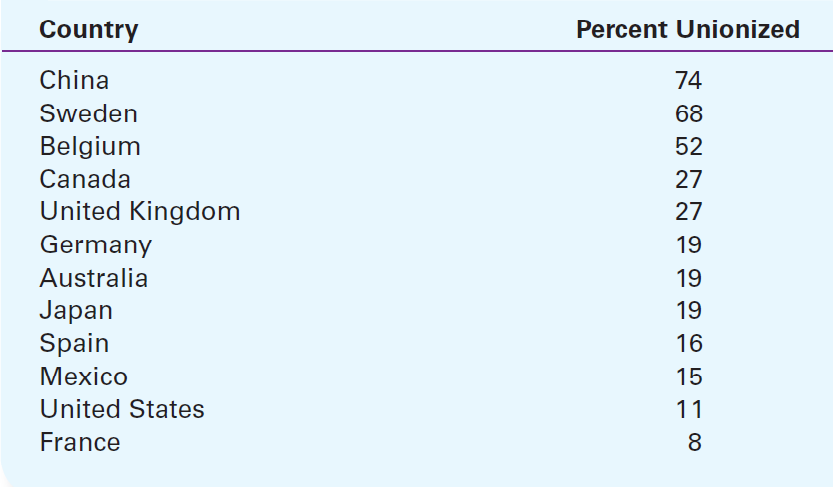 Country Percent Unionized
China 74
Sweden 68
Belgium 52
Canada 27
United Kingdom 27
Germany 19
Australia 19
Japan 19
Spain 16
Mexico 15
United States 11
France 8